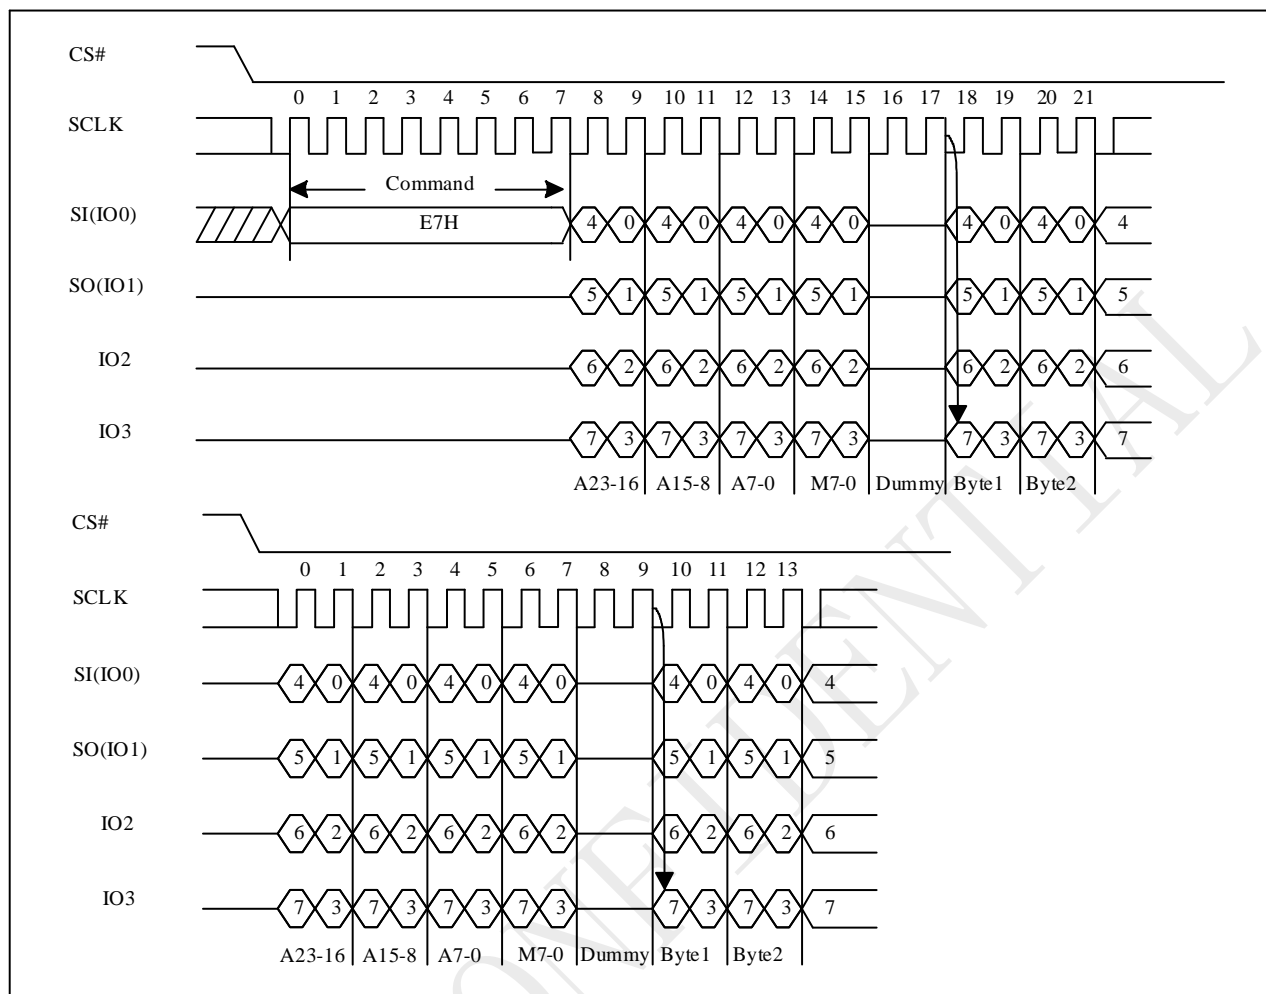 CS#
0 1 2 3 4 5 6 7 8 9 10 11 12 13 14 15 16 17 18 19 20 21
SCLK
Command
SI(IO0) E7H 4 0 4 0 4 0 4 0 4 0 4 0 4
SO(IO1) 5 1 5 1 5 1 5 1 5 1 5 1 5
IO2 6 2 6 2 6 2 6 2 6 2 6 2 6
IO3 7 3 7 3 7 3 7 3 7 3 7 3 7
A23-16 A15-8 A7-0 M7-0 Dummy Byte1 Byte2
CS#
0 1 2 3 4 5 6 7 8 9 10 11 12 13
SCLK
SI(IO0) 4 0 4 0 4 0 4 0 4 0 4 0 4
SO(IO1) 5 1 5 1 5 1 5 1 5 1 5 1 5
IO2 6 2 6 2 6 2 6 2 6 2 6 2 6
IO3 7 3 7 3 7 3 7 3 7 3 7 3 7
A23-16 A15-8 A7-0 M7-0 Dummy Byte1 Byte2